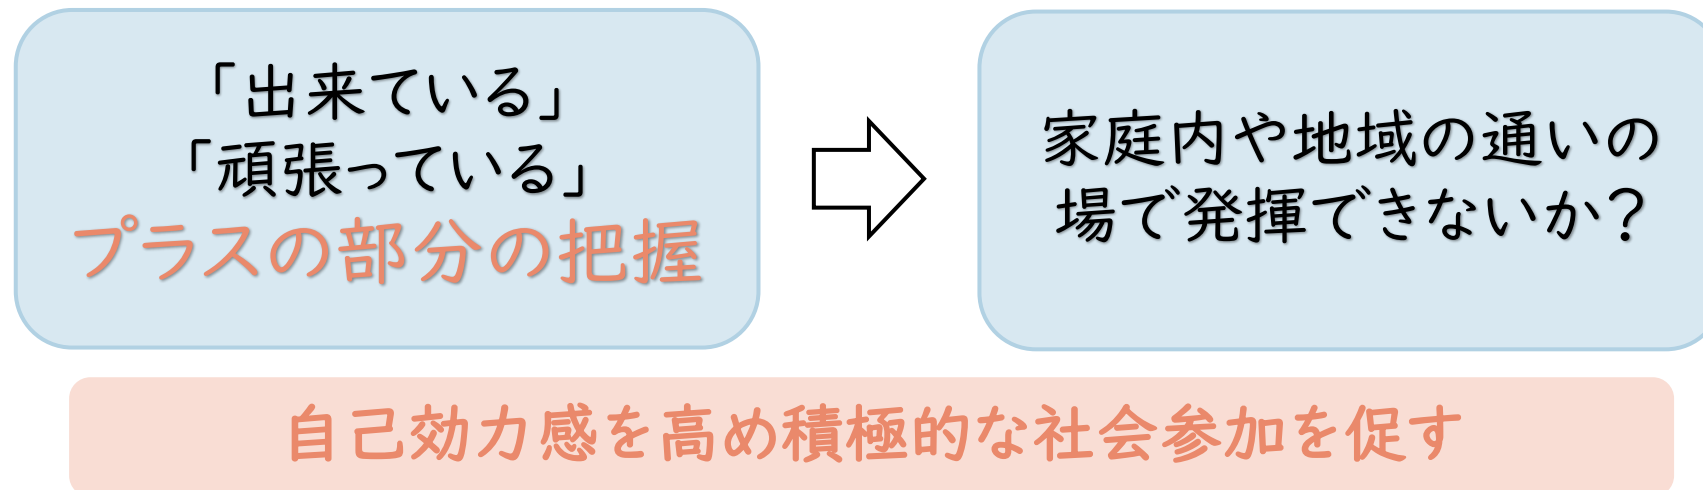 「出来ている」
「頑張っている」
プラスの部分の把握
家庭内や地域の通いの
場で発揮できないか?
自己効力感を高め積極的な社会参加を促す